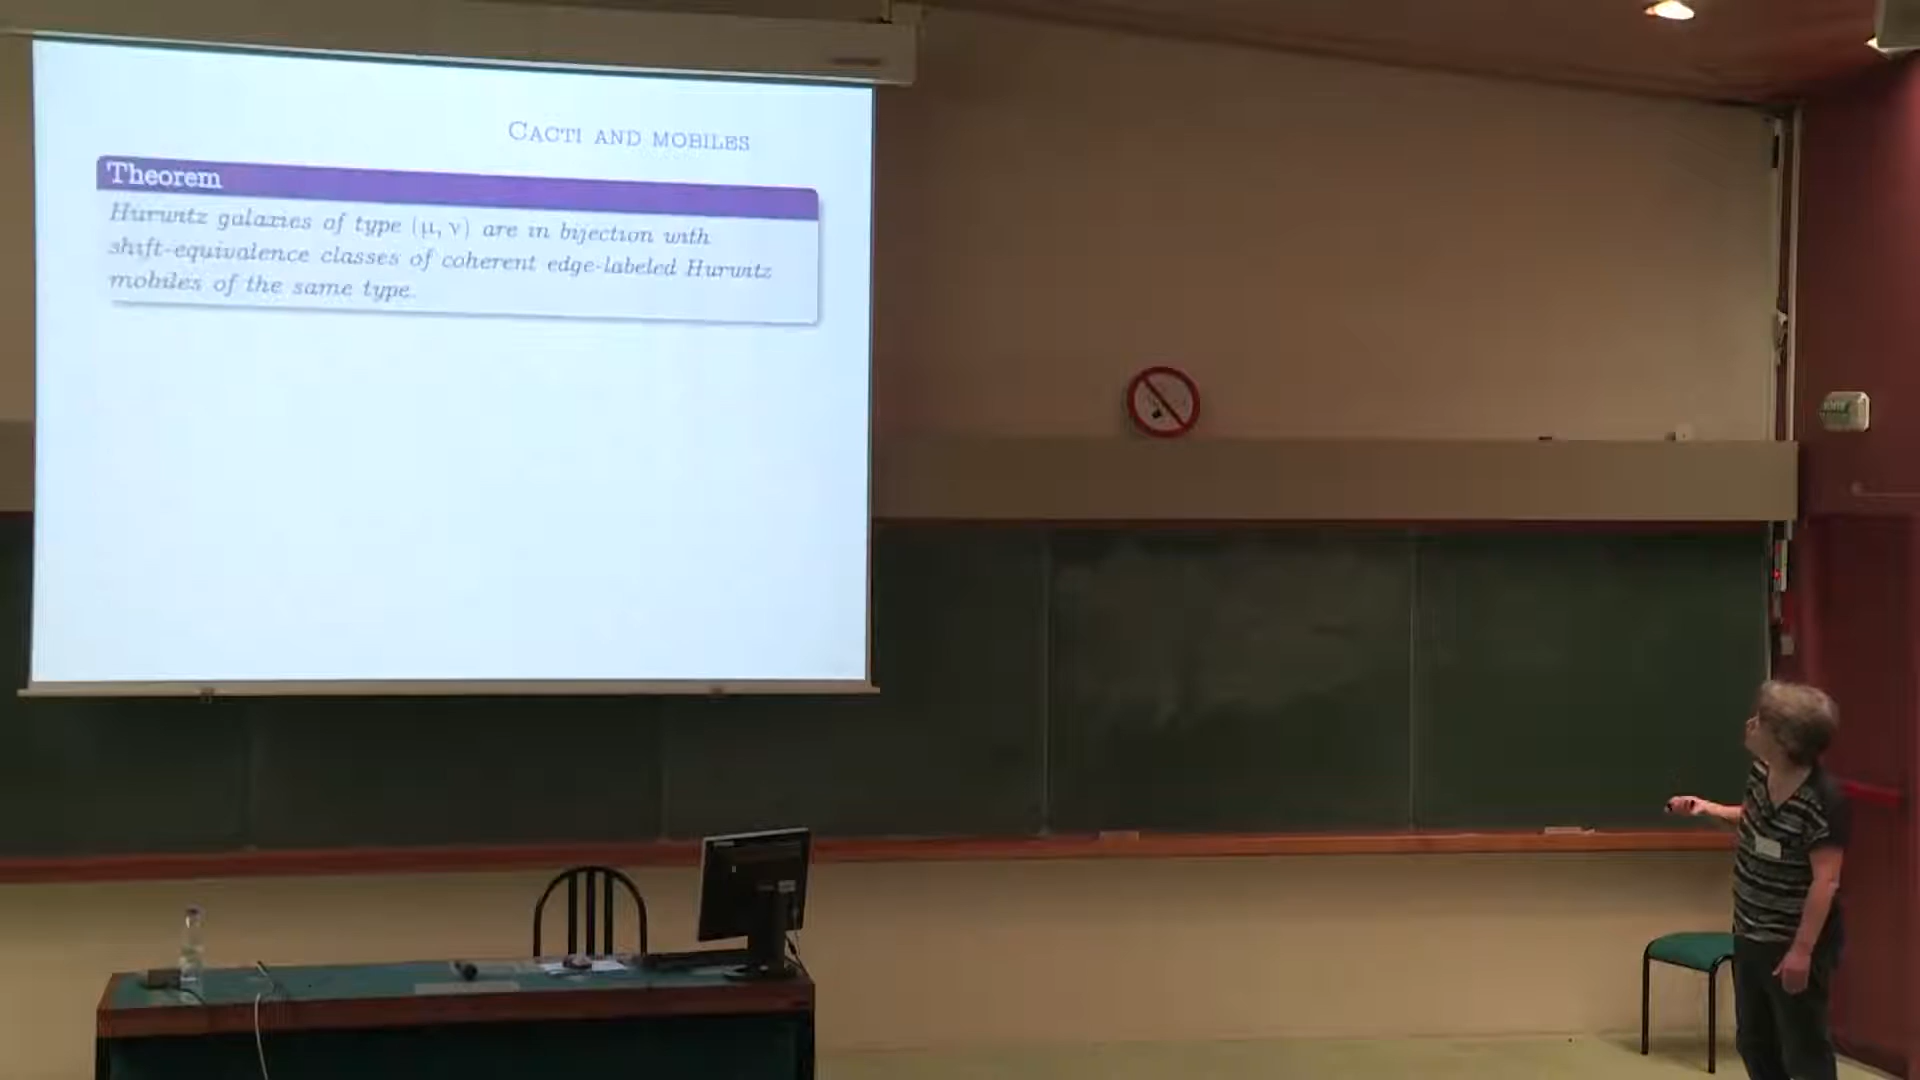 CACTI AND MOBILES
Theorem
Hurwitz galaxies of type (μ, ν) are in bijection with
shift-equivalence classes of coherent edge-labeled Hurwitz
mobiles of the same type.